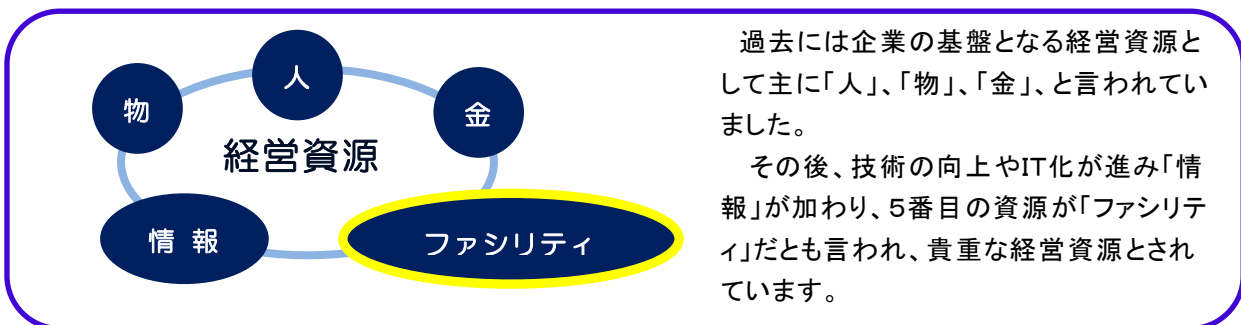 人
物
金
経営資源
情 報
ファシリティ
過去には企業の基盤となる経営資源と
して主に「人」、「物」、「金」、と言われてい
ました。
その後、技術の向上やIT化が進み「情
報」が加わり、５番目の資源が「ファシリテ
ィ」だとも言われ、貴重な経営資源とされ
ています。